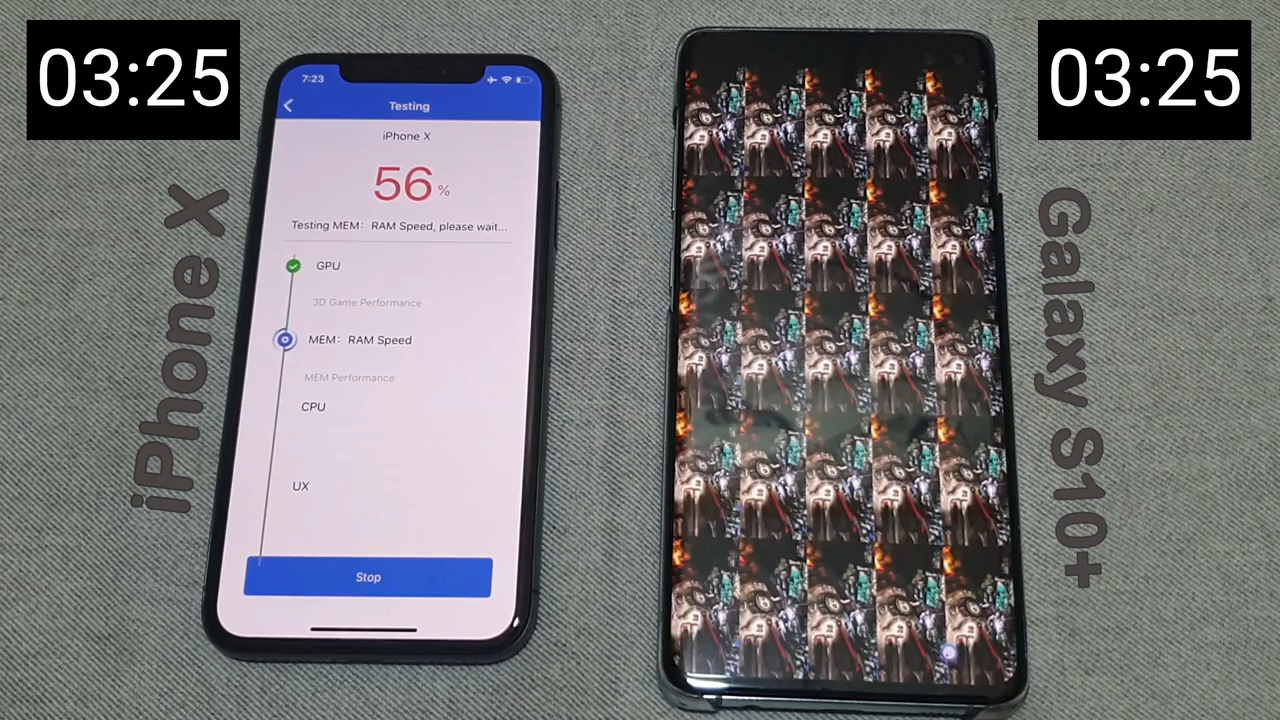 03:25
03:25
iPhone X
Galaxy S10+
7:23
Testing
iPhone X
56 %
Testing MEM: RAM Speed, please wait...
GPU
3D Game Performance
MEM: RAM Speed
MEM Performance
CPU
UX
Stop